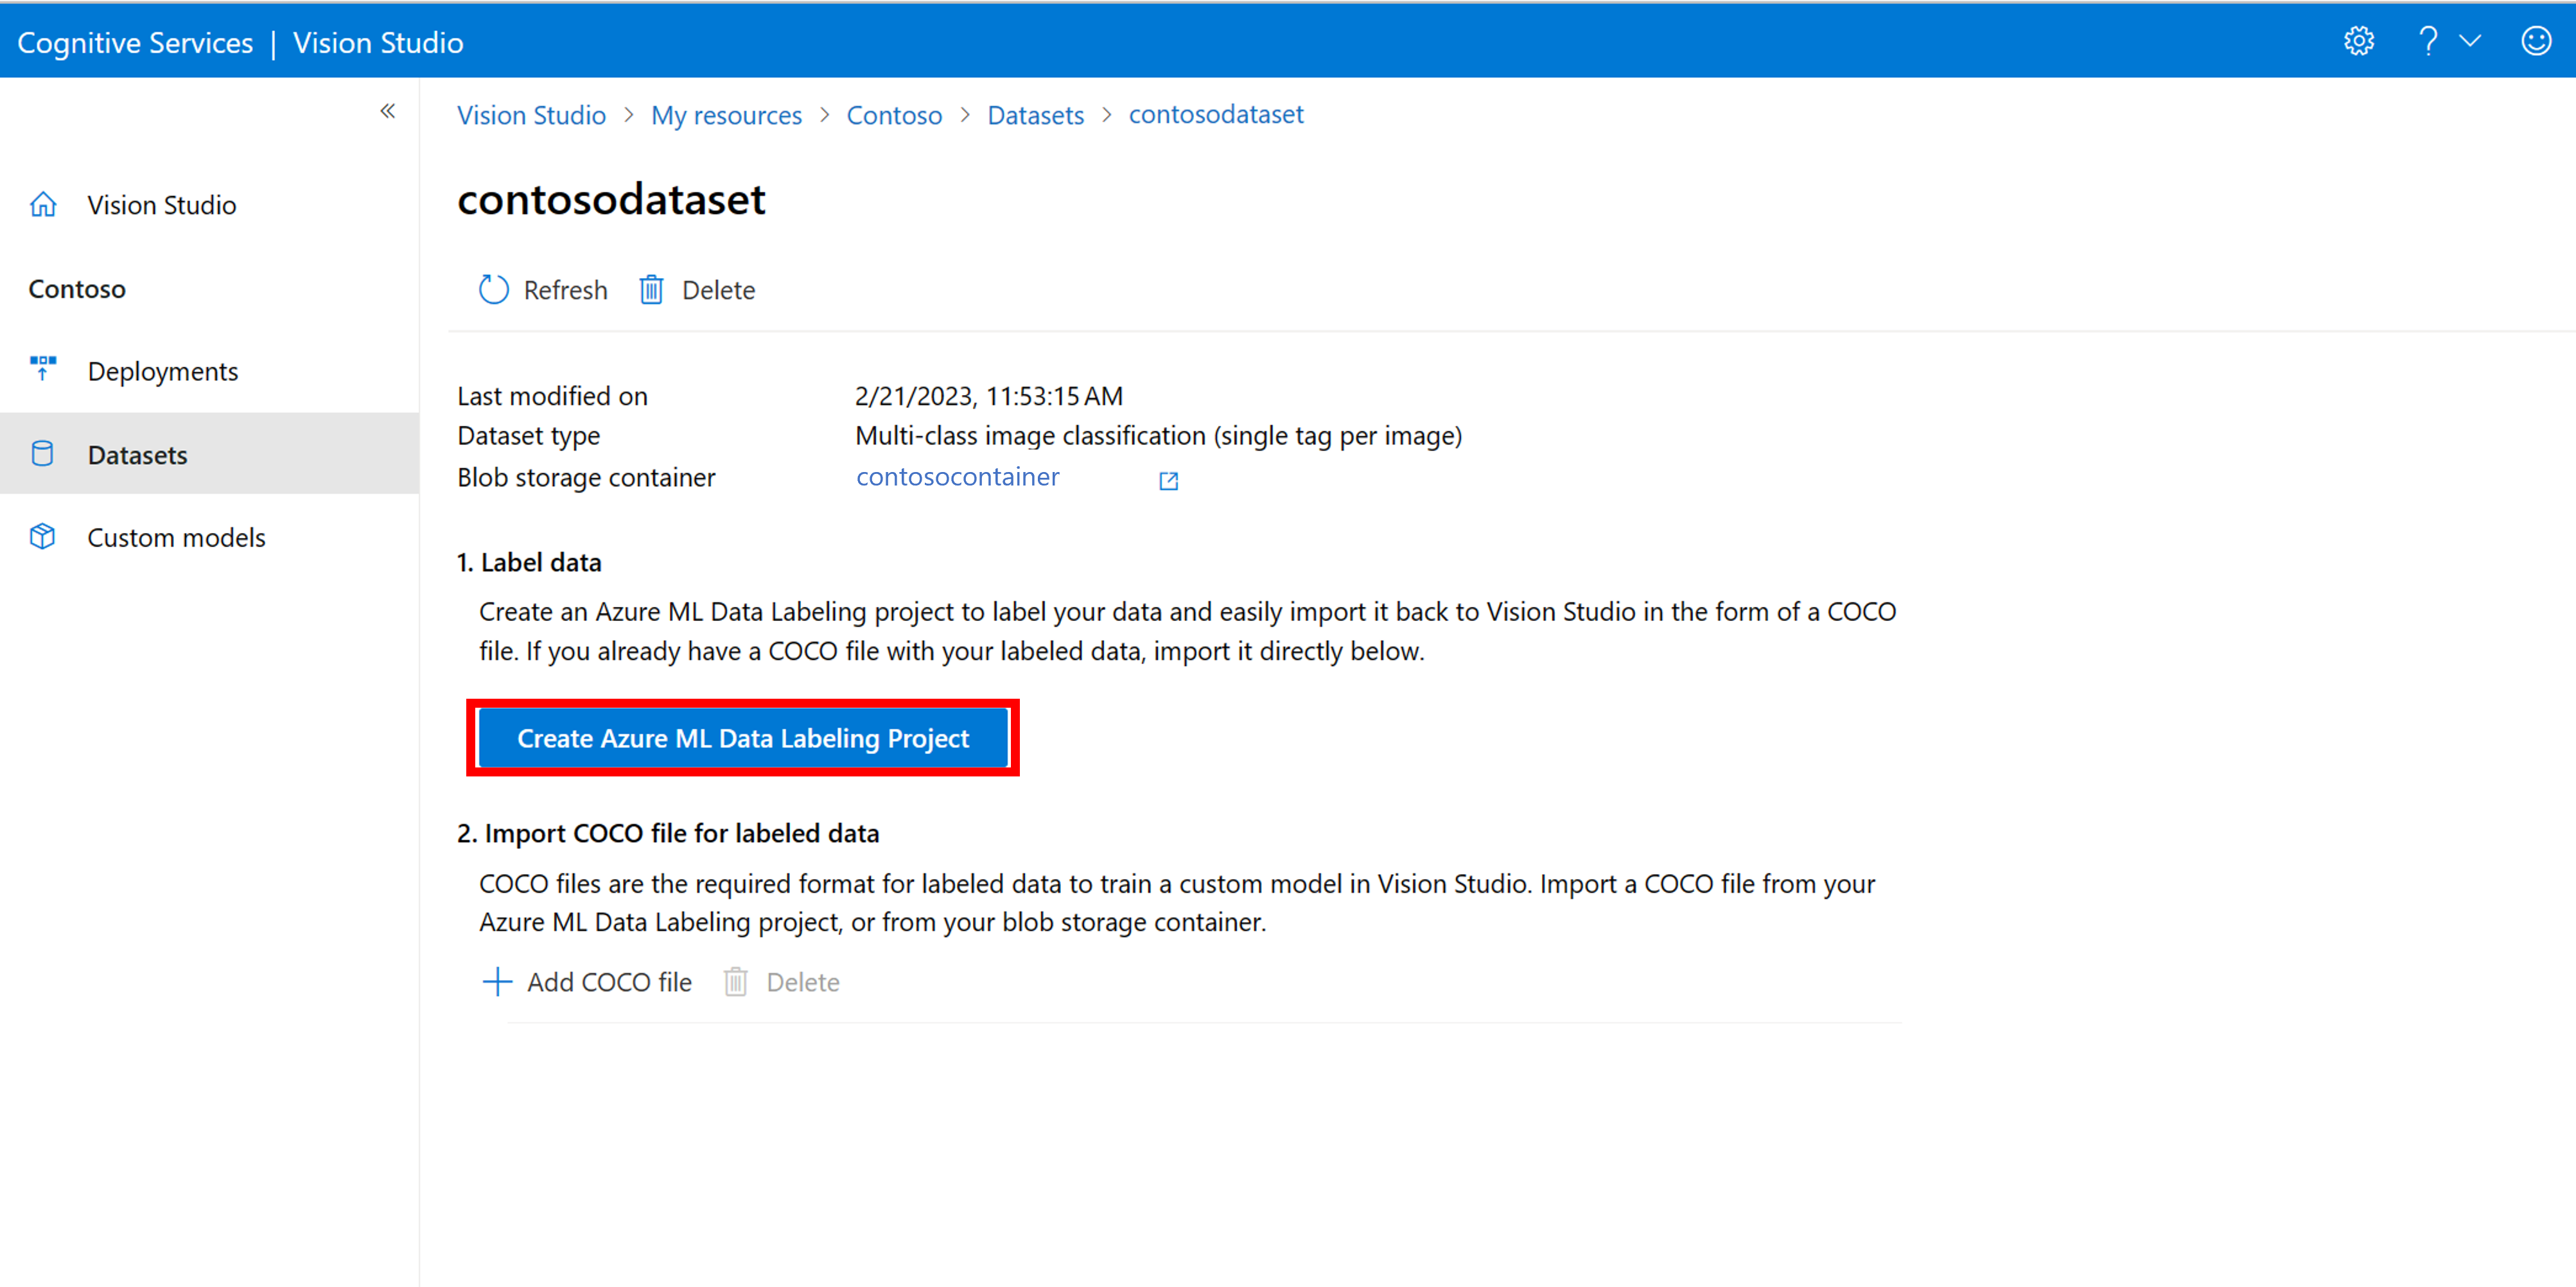 Cognitive Services | Vision Studio
Vision Studio > My resources > Contoso > Datasets > contosodataset
Vision Studio
Contoso
Deployments
Datasets
Custom models
contosodataset
Refresh Delete
Last modified on 2/21/2023, 11:53:15 AM
Dataset type Multi-class image classification (single tag per image)
Blob storage container contosocontainer
1. Label data
Create an Azure ML Data Labeling project to label your data and easily import it back to Vision Studio in the form of a COCO
file. If you already have a COCO file with your labeled data, import it directly below.
Create Azure ML Data Labeling Project
2. Import COCO file for labeled data
COCO files are the required format for labeled data to train a custom model in Vision Studio. Import a COCO file from your
Azure ML Data Labeling project, or from your blob storage container.
Add COCO file Delete